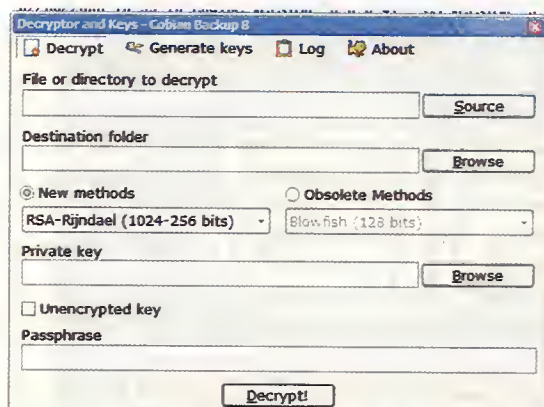 Decryptor and Keys - Cobian Backup 8
Decrypt Generate keys Log About
File or directory to decrypt
Source
Destination folder
Browse
New methods Obsolete Methods
RSA-Rijndael (1024-256 bits) Blowfish (128 bits)
Private key
Browse
Unencrypted key
Passphrase
Decrypt!